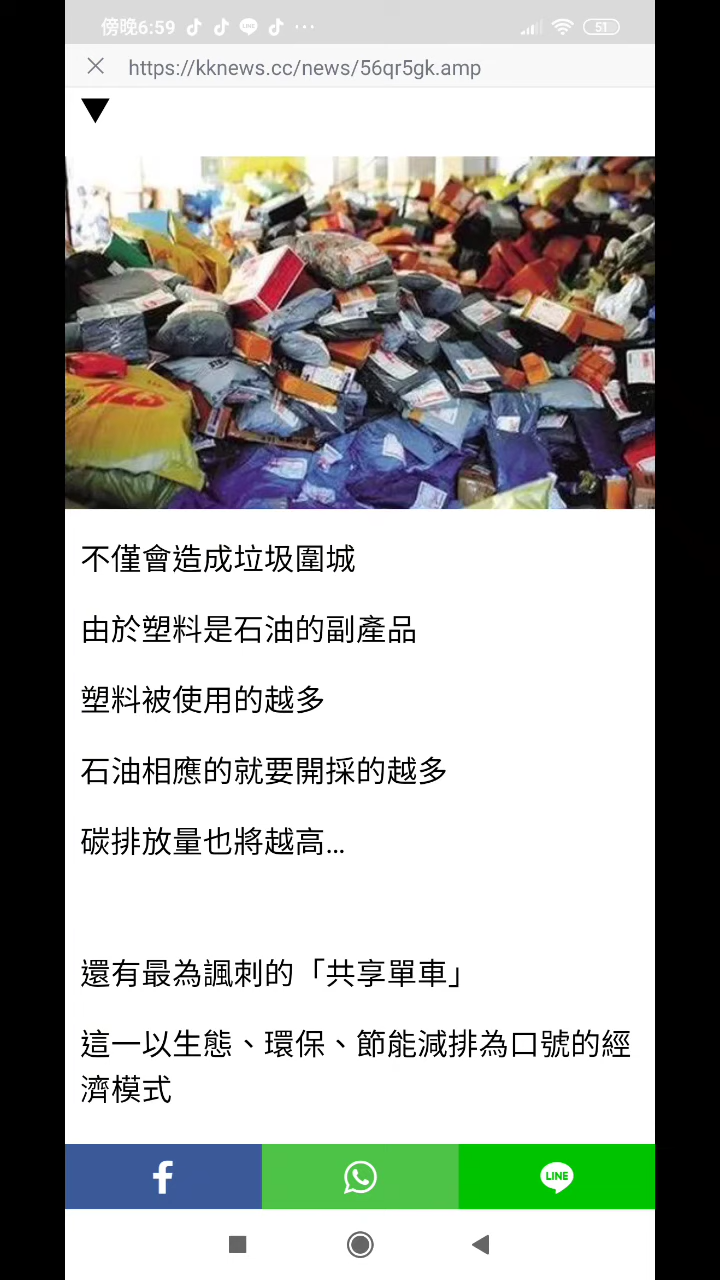 傍晚6:59
51
https://kknews.cc/news/56qr5gk.amp
不僅會造成垃圾圍城
由於塑料是石油的副產品
塑料被使用的越多
石油相應的就要開採的越多
碳排放量也將越高...
還有最為諷刺的「共享單車」
這一以生態、環保、節能減排為口號的經
濟模式
LINE